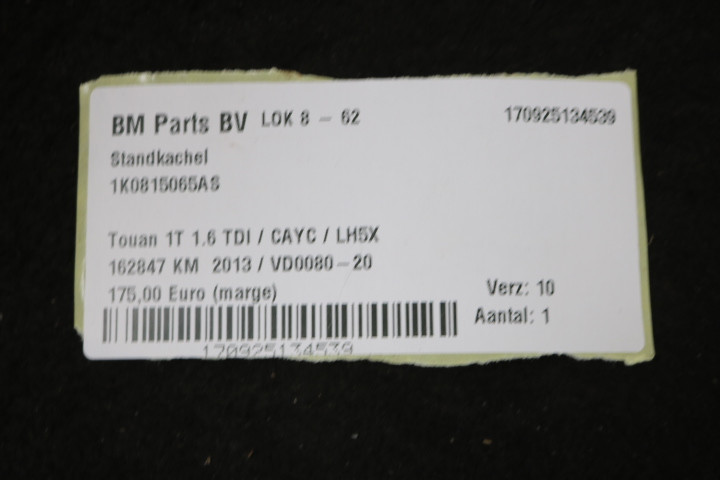 BM Parts BV LOK 8 - 62 170925134539
Standkachel
1K0815065AS
Touan 1T 1.6 TDI / CAYC / LH5X
162847 KM 2013 / VD0080-20
175,00 Euro (marge) Verz: 10
Aantal: 1
170925134539